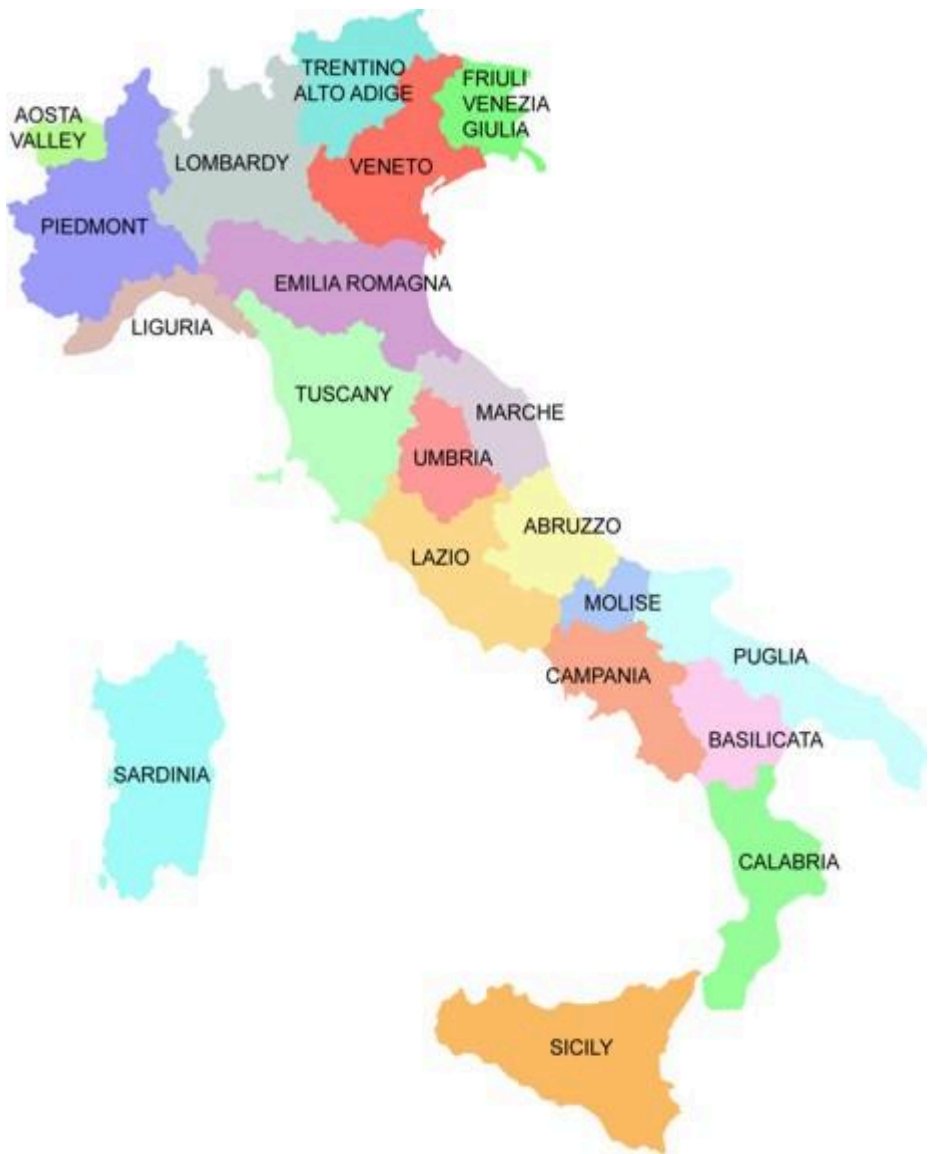 TRENTINO
ALTO ADIGE
FRIULI
VENEZIA
GIULIA
AOSTA
VALLEY
LOMBARDY
VENETO
PIEDMONT
EMILIA ROMAGNA
LIGURIA
TUSCANY
MARCHE
UMBRIA
ABRUZZO
LAZIO
MOLISE
PUGLIA
CAMPANIA
BASILICATA
SARDINIA
CALABRIA
SICILY